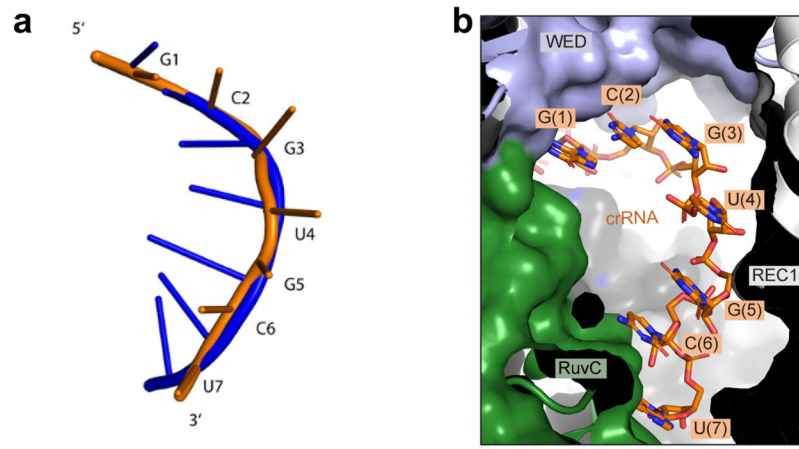 a
5′
G1
C2
G3
U4
G5
C6
U7
3′
b
WED
C(2)
G(1)
G(3)
U(4)
crRNA
REC1
G(5)
C(6)
RuvC
U(7)